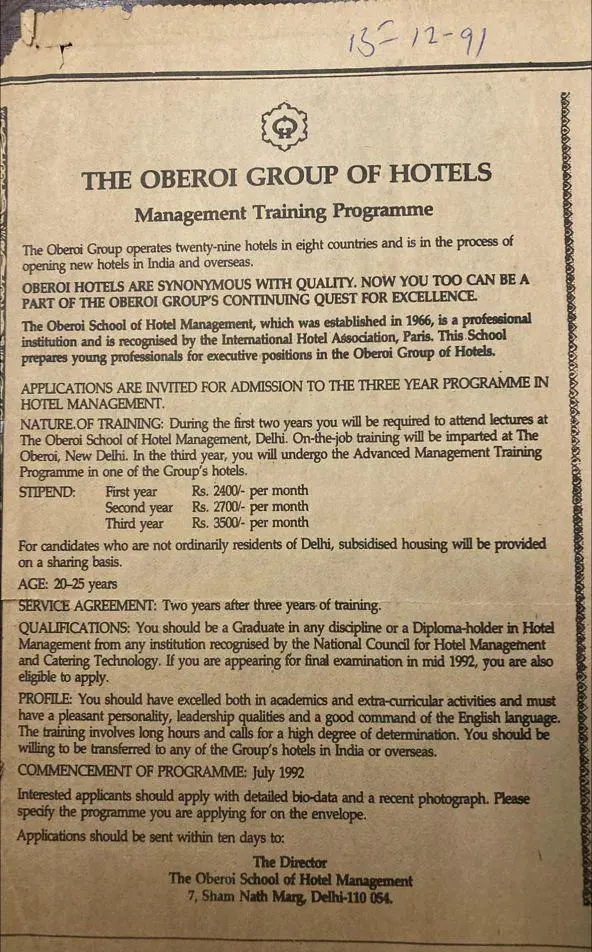 15-12-91
THE OBEROI GROUP OF HOTELS
Management Training Programme
The Oberoi Group operates twenty-nine hotels in eight countries and is in the process of
opening new hotels in India and overseas.
OBEROI HOTELS ARE SYNONYMOUS WITH QUALITY. NOW YOU TOO CAN BE A
PART OF THE OBEROI GROUP'S CONTINUING QUEST FOR EXCELLENCE.
The Oberoi School of Hotel Management, which was established in 1966, is a professional
institution and is recognised by the International Hotel Association, Paris. This School
prepares young professionals for executive positions in the Oberoi Group of Hotels.
APPLICATIONS ARE INVITED FOR ADMISSION TO THE THREE YEAR PROGRAMME IN
HOTEL MANAGEMENT.
NATURE.OF TRAINING: During the first two years you will be required to attend lectures at
The Oberoi School of Hotel Management, Delhi. On-the-job training will be imparted at The
Oberoi, New Delhi. In the third year, you will undergo the Advanced Management Training
Programme in one of the Group's hotels.
STIPEND: First year Rs. 2400/- per month
Second year Rs. 2700/- per month
Third year Rs. 3500/- per month
For candidates who are not ordinarily residents of Delhi, subsidised housing will be provided
on a sharing basis.
AGE: 20-25 years
SERVICE AGREEMENT: Two years after three years of training.
QUALIFICATIONS: You should be a Graduate in any discipline or a Diploma-holder in Hotel
Management from any institution recognised by the National Council for Hotel Management
and Catering Technology. If you are appearing for final examination in mid 1992, you are also
eligible to apply.
PROFILE: You should have excelled both in academics and extra-curricular activities and must
have a pleasant personality, leadership qualities and a good command of the English language.
The training involves long hours and calls for a high degree of determination. You should be
willing to be transferred to any of the Group's hotels in India or overseas.
COMMENCEMENT OF PROGRAMME: July 1992
Interested applicants should apply with detailed bio-data and a recent photograph. Please
specify the programme you are applying for on the envelope.
Applications should be sent within ten days to:
The Director
The Oberoi School of Hotel Management
7, Sham Nath Marg, Delhi-110 054.